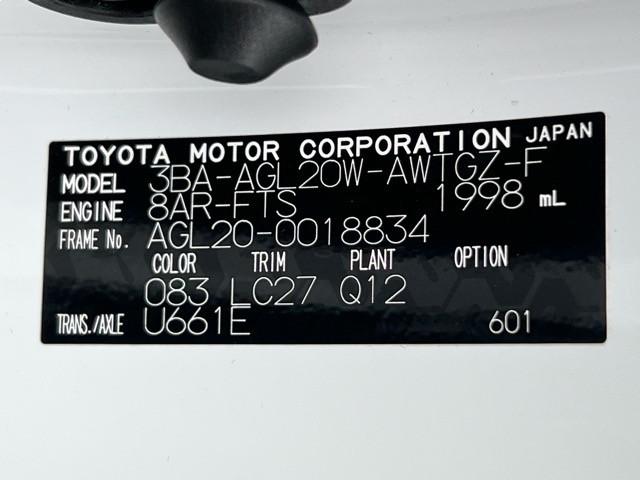 TOYOTA MOTOR CORPORATION JAPAN
MODEL 3BA-AGL20W-AWTGZ-F
ENGINE 8AR-FTS 1998 mL
FRAME No. AGL20-0018834
COLOR TRIM PLANT OPTION
083 LC27 Q12
TRANS./AXLE U661E 601